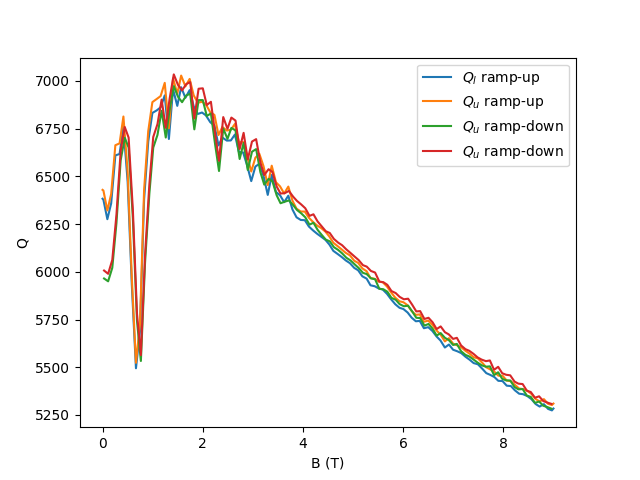 7000
6750
6500
6250
6000
5750
5500
5250
Q
0 2 4 6 8
B (T)
Q_l ramp-up
Q_u ramp-up
Q_u ramp-down
Q_u ramp-down